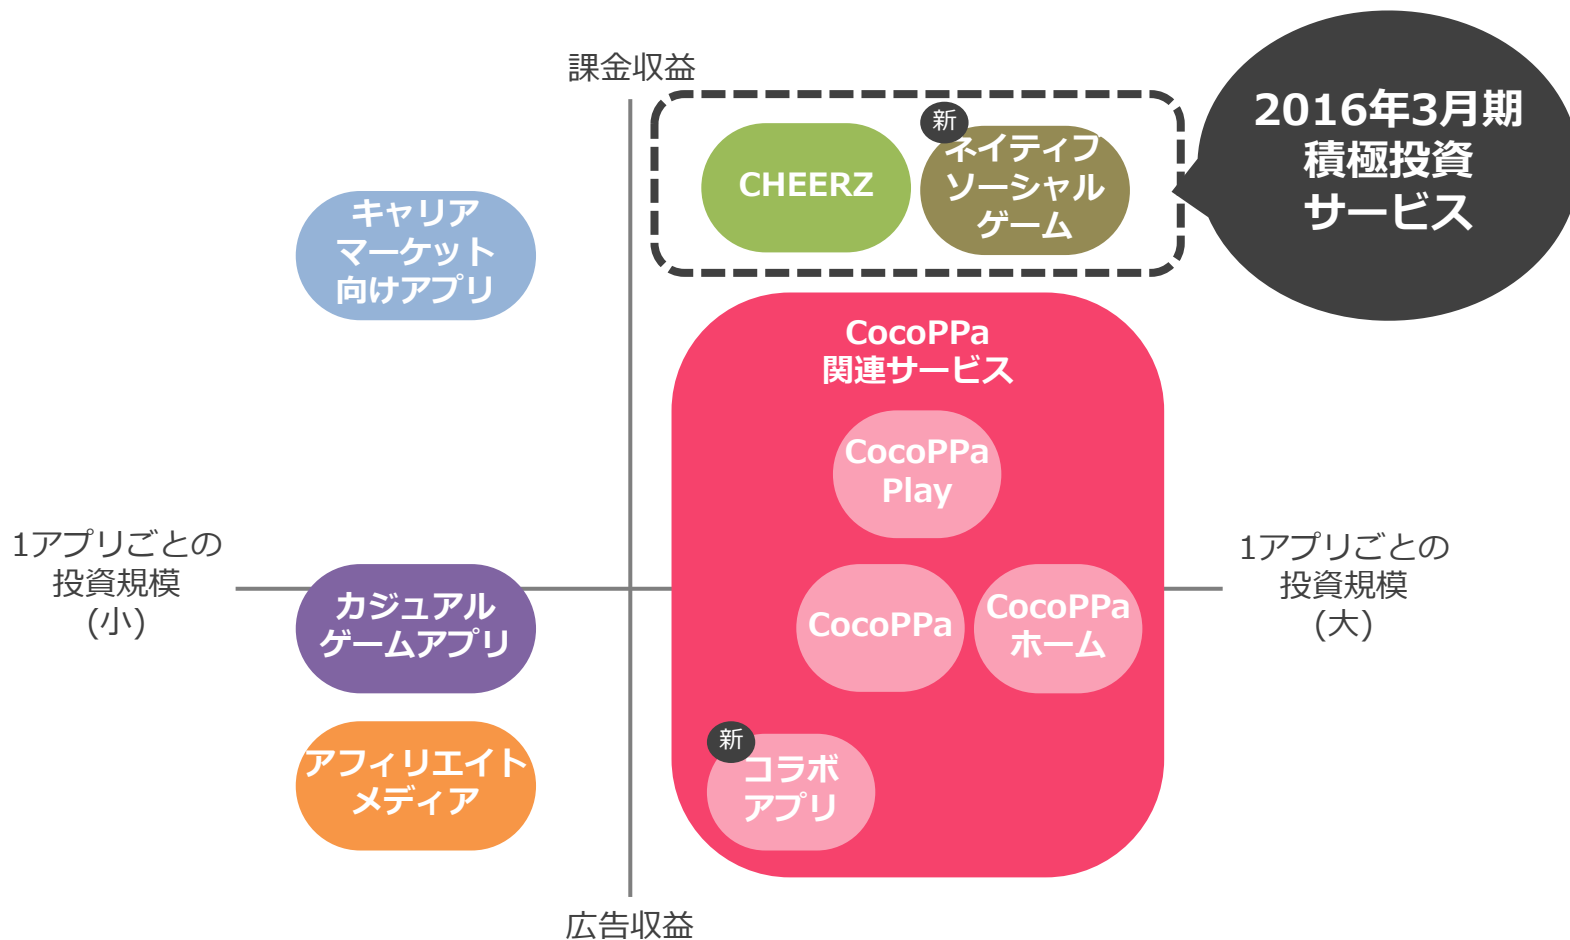 課金収益
2016年3月期
積極投資
サービス
新
CHEERZ
ネイティブ
ソーシャル
ゲーム
キャリア
マーケット
向けアプリ
CocoPPa
関連サービス
CocoPPa
Play
1アプリごとの
投資規模
(小)
1アプリごとの
投資規模
(大)
カジュアル
ゲームアプリ
CocoPPa
CocoPPa
ホーム
アフィリエイト
メディア
新
コラボ
アプリ
広告収益